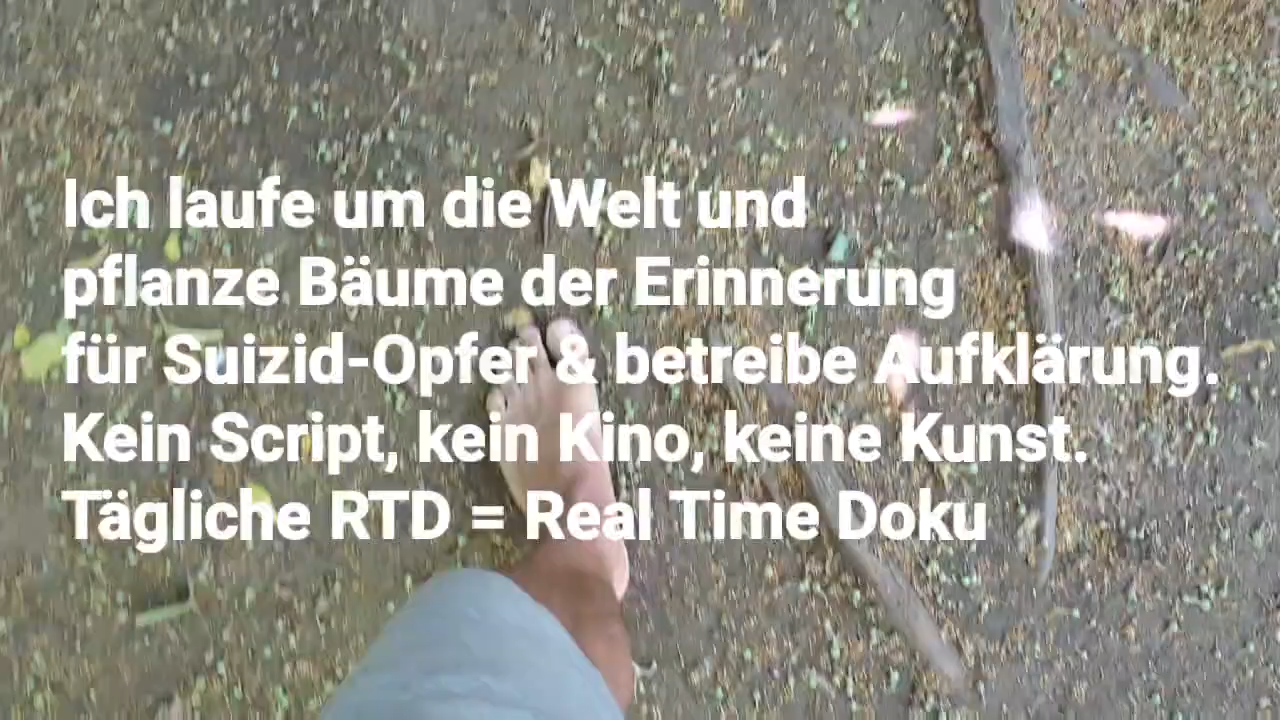 Ich laufe um die Welt und
pflanze Bäume der Erinnerung
für Suizid-Opfer & betreibe Aufklärung.
Kein Script, kein Kino, keine Kunst.
Tägliche RTD = Real Time Doku